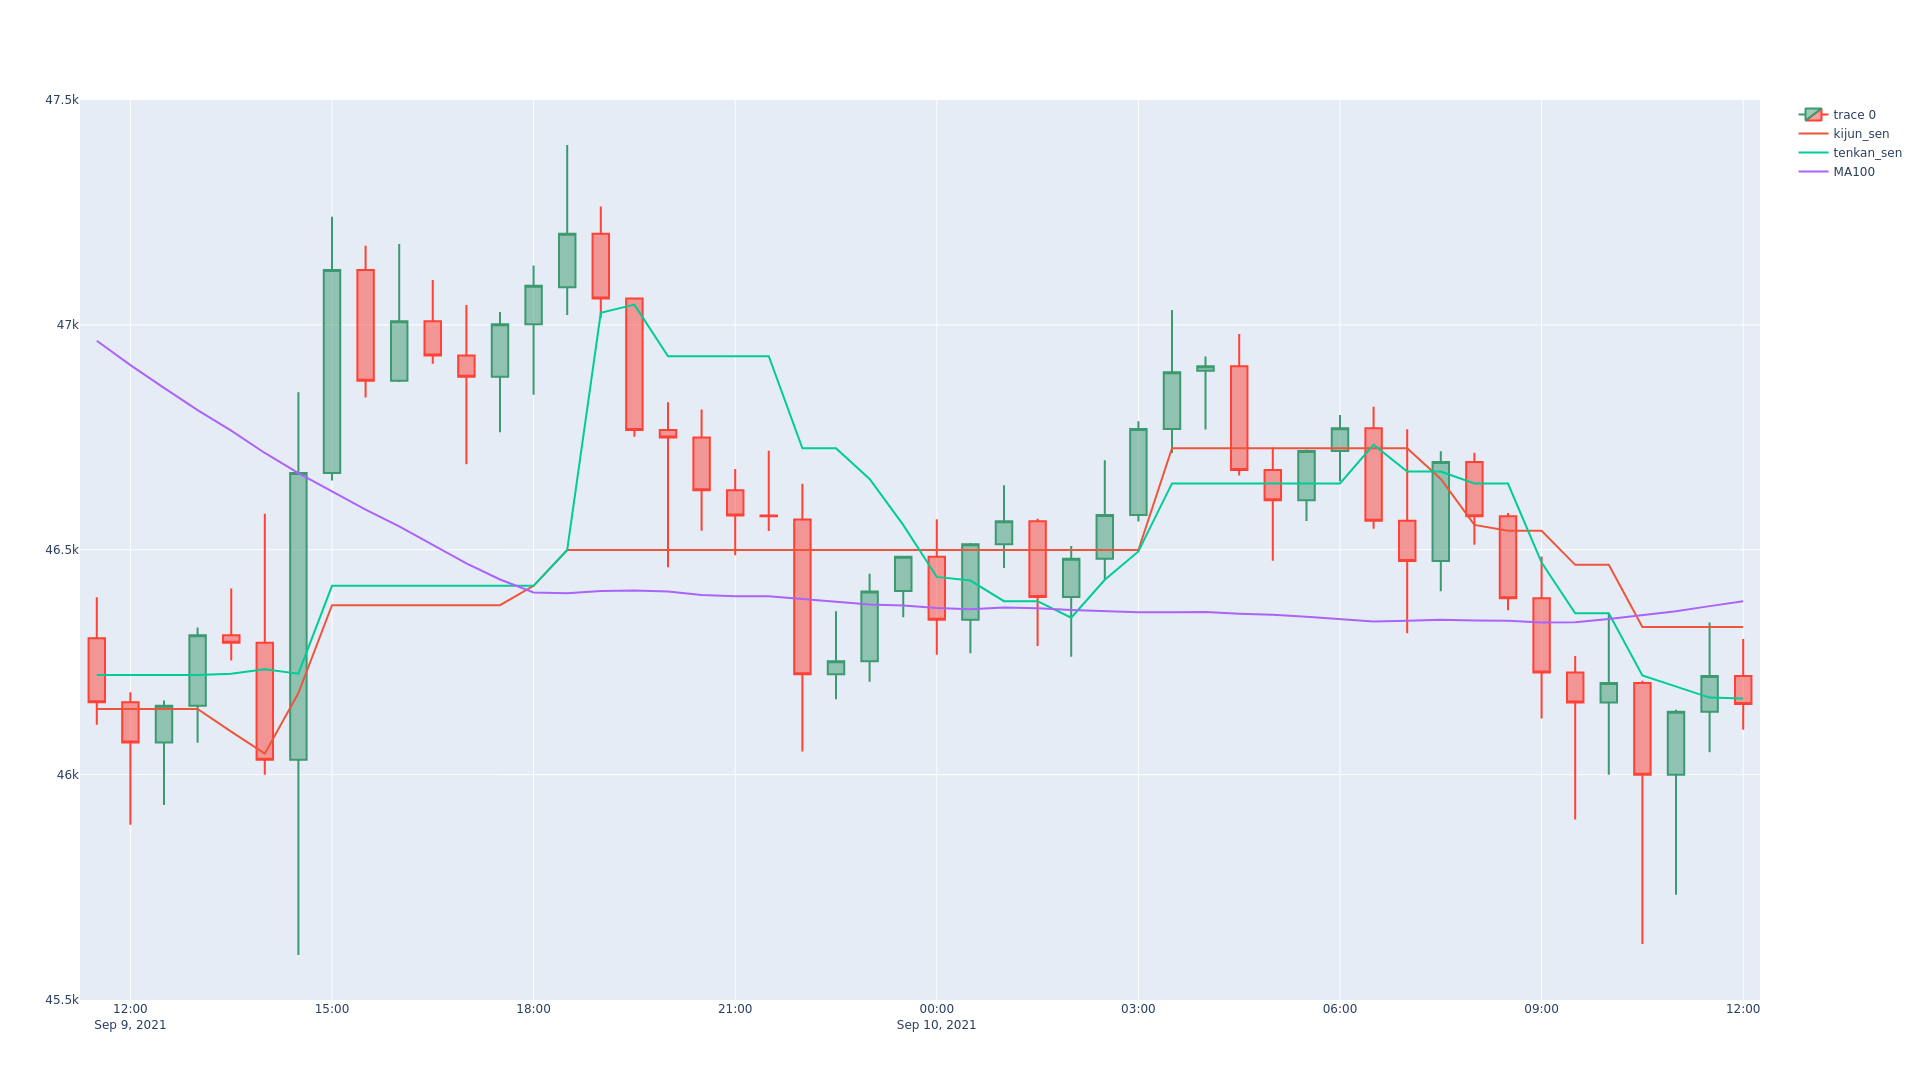 47.5k
47k
46.5k
46k
45.5k
12:00
Sep 9, 2021
15:00
18:00
21:00
00:00
Sep 10, 2021
03:00
06:00
09:00
12:00
trace 0
kijun_sen
tenkan_sen
MA100